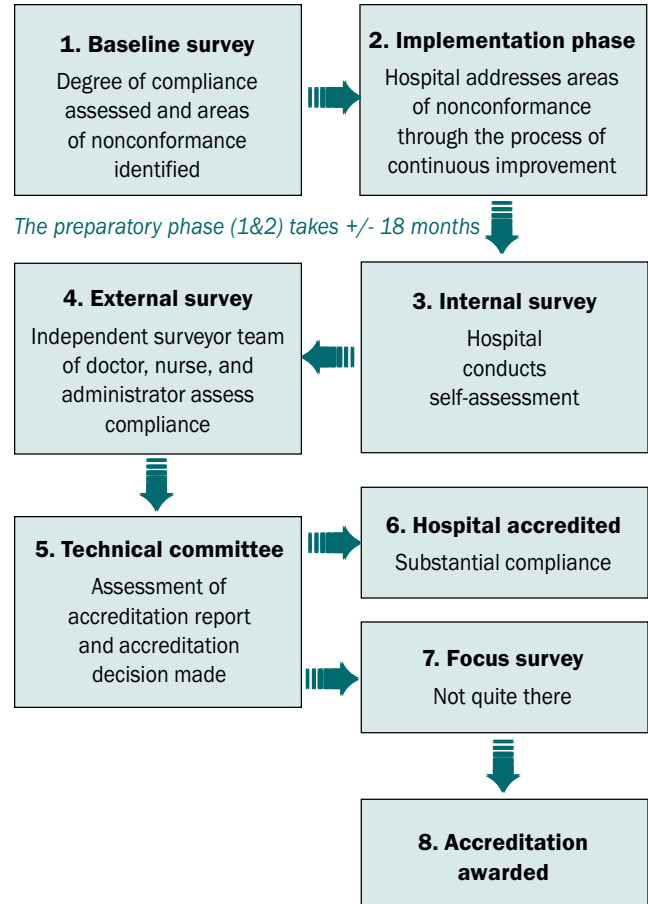 1. Baseline survey
Degree of compliance
assessed and areas
of nonconformance
identified
2. Implementation phase
Hospital addresses areas
of nonconformance
through the process of
continuous improvement
The preparatory phase (1&2) takes +/- 18 months
3. Internal survey
Hospital
conducts
self-assessment
4. External survey
Independent surveyor team
of doctor, nurse, and
administrator assess
compliance
5. Technical committee
Assessment of
accreditation report
and accreditation
decision made
6. Hospital accredited
Substantial compliance
7. Focus survey
Not quite there
8. Accreditation
awarded